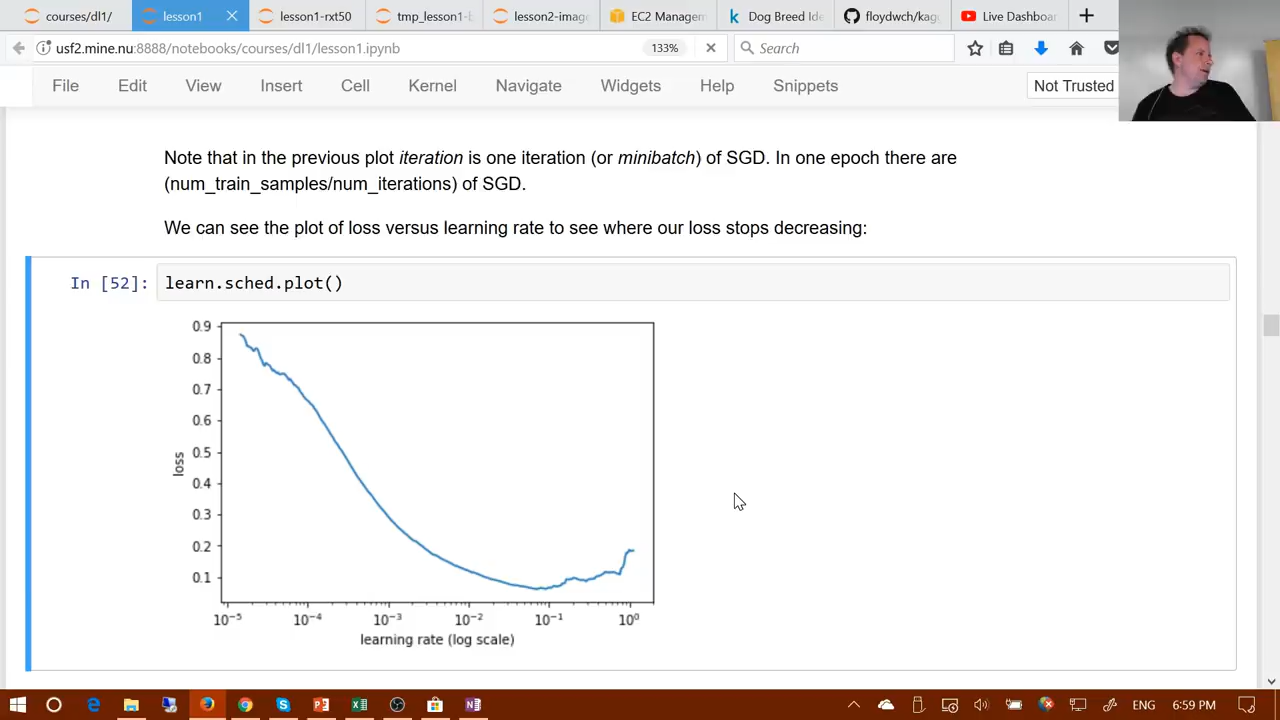 courses/dl1/
lesson1
lesson1-rxt50
tmp_lesson1-
lesson2-image
EC2 Managem
Dog Breed Ide
floydwch/kag
Live Dashboa
usf2.mine.nu:8888/notebooks/courses/dl1/lesson1.ipynb
133%
Search
File Edit View Insert Cell Kernel Navigate Widgets Help Snippets
Not Trusted
Note that in the previous plot iteration is one iteration (or minibatch) of SGD. In one epoch there are
(num_train_samples/num_iterations) of SGD.
We can see the plot of loss versus learning rate to see where our loss stops decreasing:
In [52]: learn.sched.plot()
0.9
0.8
0.7
0.6
0.5
0.4
0.3
0.2
0.1
loss
10⁻⁵ 10⁻⁴ 10⁻³ 10⁻² 10⁻¹ 10⁰
learning rate (log scale)
ENG
6:59 PM